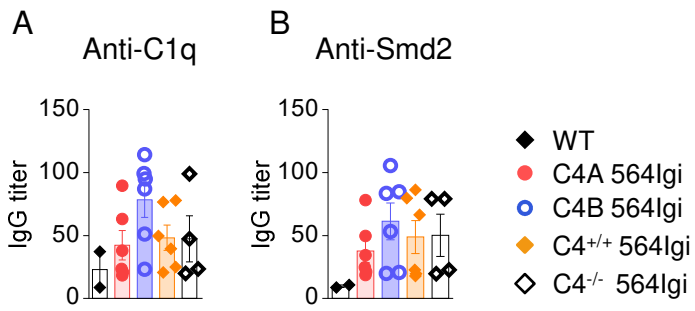 A
B
Anti-C1q
Anti-Smd2
IgG titer
150
100
50
0
IgG titer
150
100
50
0
WT
C4A 564Igi
C4B 564Igi
C4+/+ 564Igi
C4-/- 564Igi